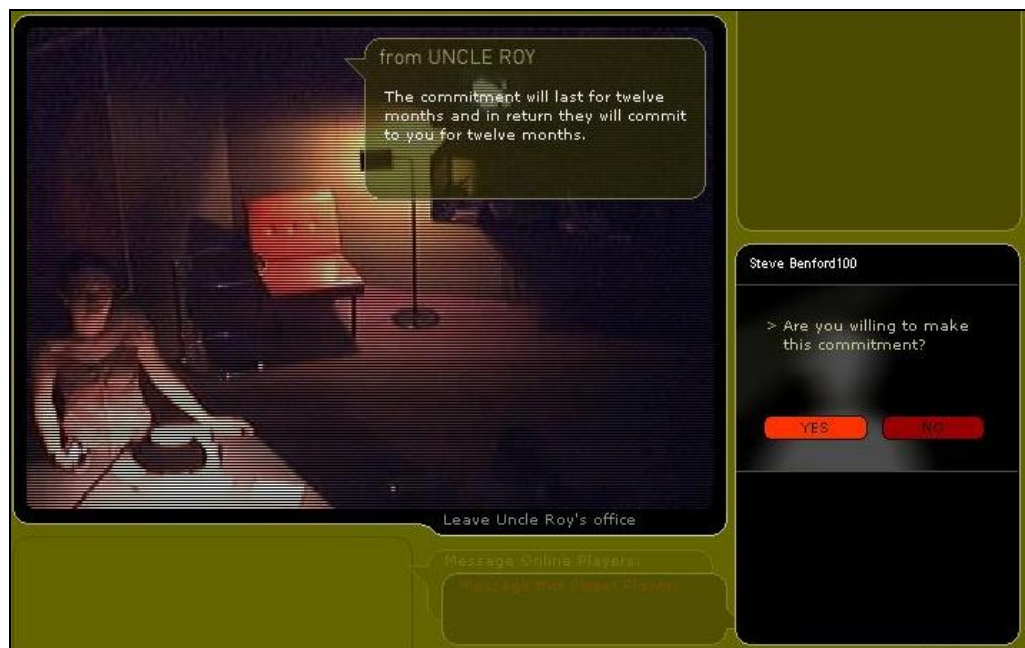 from UNCLE ROY
The commitment will last for twelve
months and in return they will commit
to you for twelve months.
Steve Benford100
> Are you willing to make
this commitment?
YES
NO
Leave Uncle Roy's office
Message Online Players:
Message this Street Player: